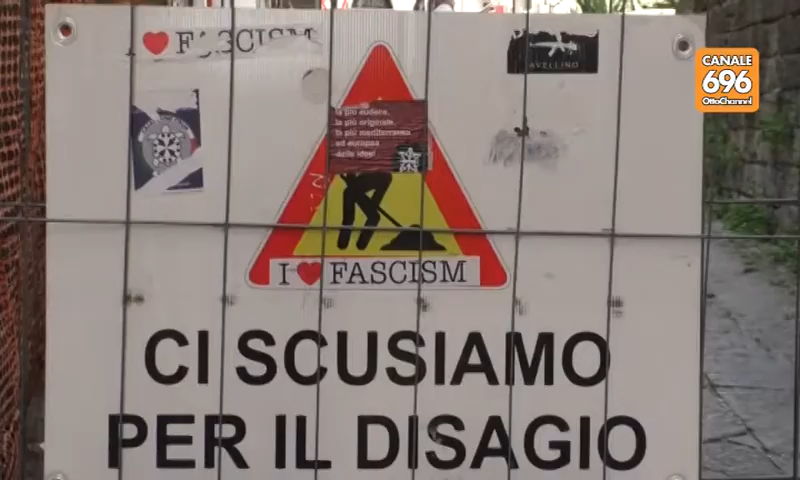 I ❤ FASCISM
AVELLINO
CANALE
696
OttoChannel
la più audace,
la più originale,
la più mediterranea
ed europea
delle idee!
I ❤ FASCISM
CI SCUSIAMO
PER IL DISAGIO